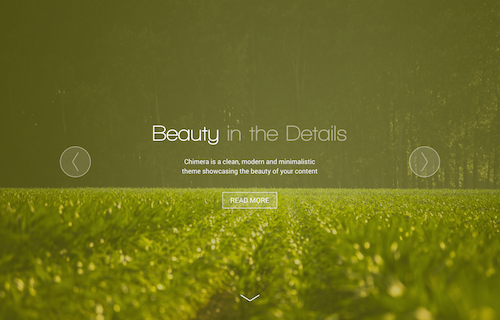 Beauty in the Details
Chimera is a clean, modern and minimalistic
theme showcasing the beauty of your content
READ MORE